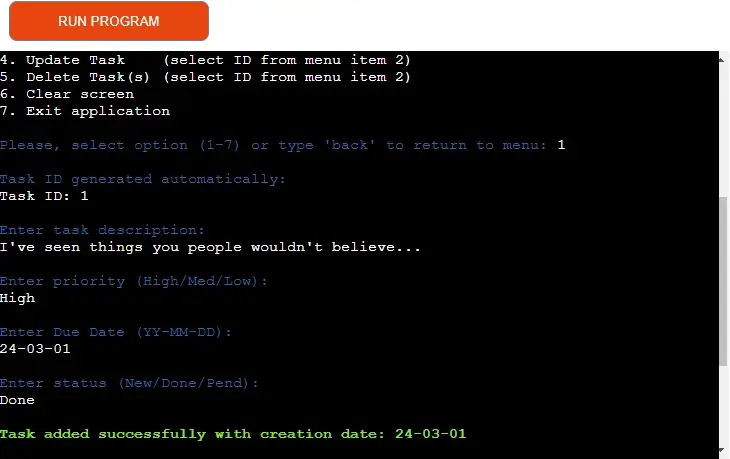 RUN PROGRAM
4. Update Task    (select ID from menu item 2)
5. Delete Task(s) (select ID from menu item 2)
6. Clear screen
7. Exit application
Please, select option (1-7) or type 'back' to return to menu: 1
Task ID generated automatically:
Task ID: 1
Enter task description:
I've seen things you people wouldn't believe...
Enter priority (High/Med/Low):
High
Enter Due Date (YY-MM-DD):
24-03-01
Enter status (New/Done/Pend):
Done
Task added successfully with creation date: 24-03-01